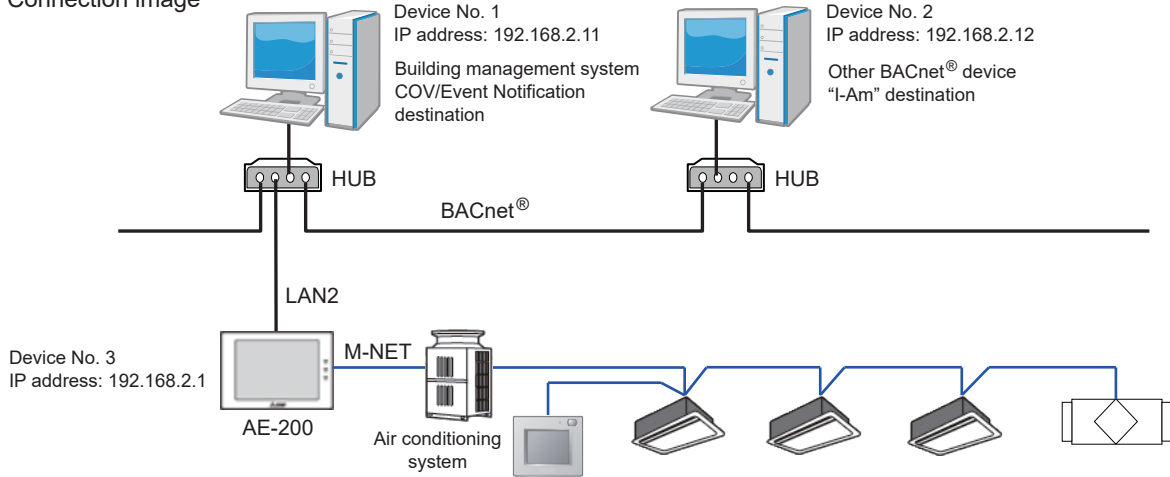 Connection image
Device No. 1
IP address: 192.168.2.11
Building management system
COV/Event Notification
destination
Device No. 2
IP address: 192.168.2.12
Other BACnet® device
“I-Am” destination
HUB
HUB
BACnet®
LAN2
Device No. 3
IP address: 192.168.2.1
M-NET
AE-200
Air conditioning
system